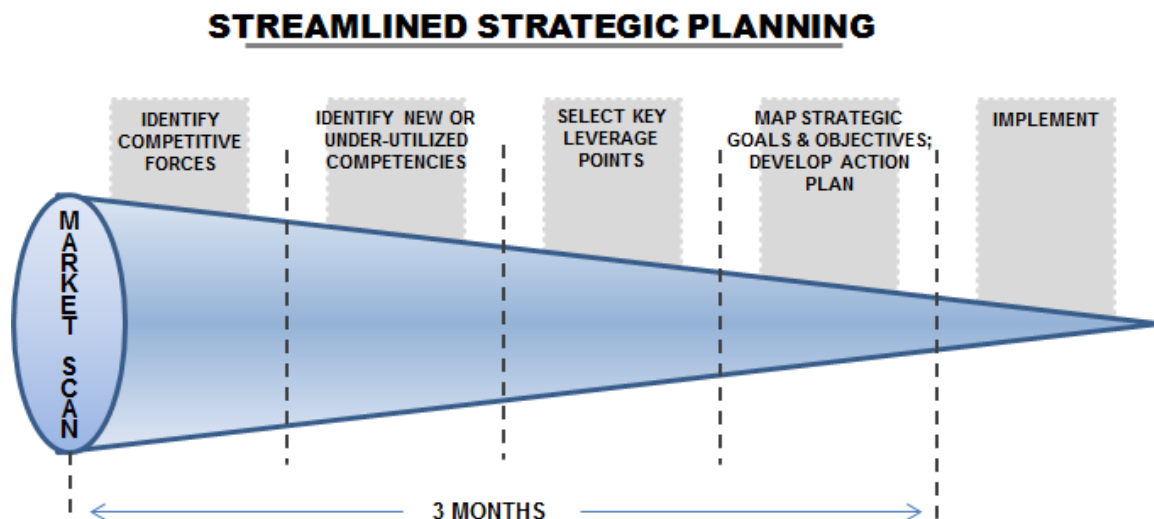 STREAMLINED STRATEGIC PLANNING
IDENTIFY
COMPETITIVE
FORCES
IDENTIFY NEW OR
UNDER-UTILIZED
COMPETENCIES
SELECT KEY
LEVERAGE
POINTS
MAP STRATEGIC
GOALS & OBJECTIVES;
DEVELOP ACTION
PLAN
IMPLEMENT
MARKET SCAN
3 MONTHS